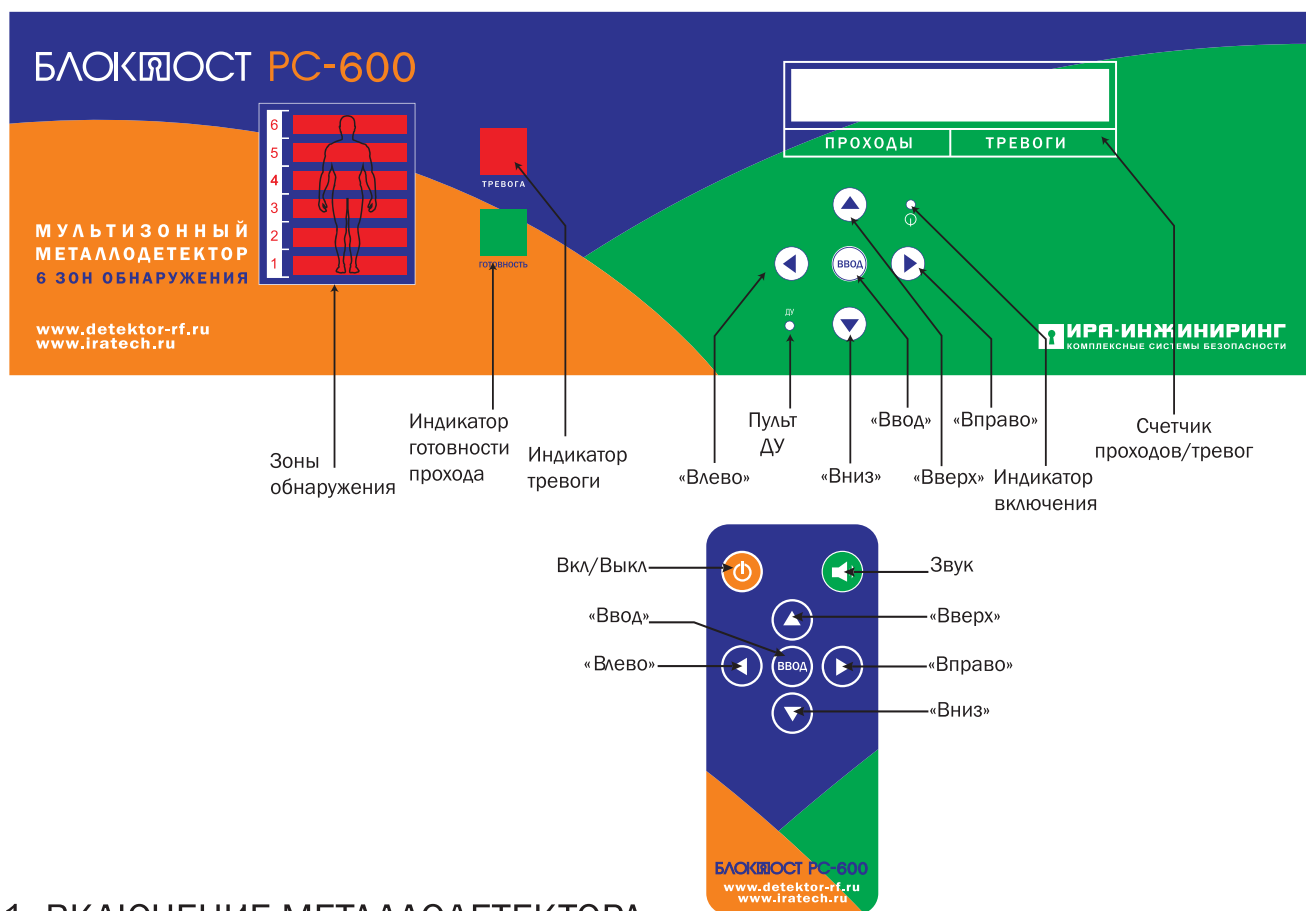 БЛОКПОСТ РС-600
6
5
4
3
2
1
ТРЕВОГА
ГОТОВНОСТЬ
МУЛЬТИЗОННЫЙ
МЕТАЛЛОДЕТЕКТОР
6 ЗОН ОБНАРУЖЕНИЯ
www.detektor-rf.ru
www.iratech.ru
ПРОХОДЫ
ТРЕВОГИ
ВВОД
ДУ
ИРА-ИНЖИНИРИНГ
КОМПЛЕКСНЫЕ СИСТЕМЫ БЕЗОПАСНОСТИ
Зоны
обнаружения
Индикатор
готовности
прохода
Индикатор
тревоги
«Влево»
Пульт
ДУ
«Вниз»
«Ввод»
«Вверх»
«Вправо»
Индикатор
включения
Счетчик
проходов/тревог
Вкл/Выкл
Звук
«Ввод»
«Вверх»
«Влево»
ВВОД
«Вправо»
«Вниз»
БЛОКПОСТ РС-600
www.detektor-rf.ru
www.iratech.ru
1. ВКЛЮЧЕНИЕ МЕТАЛЛОДЕТЕКТОРА